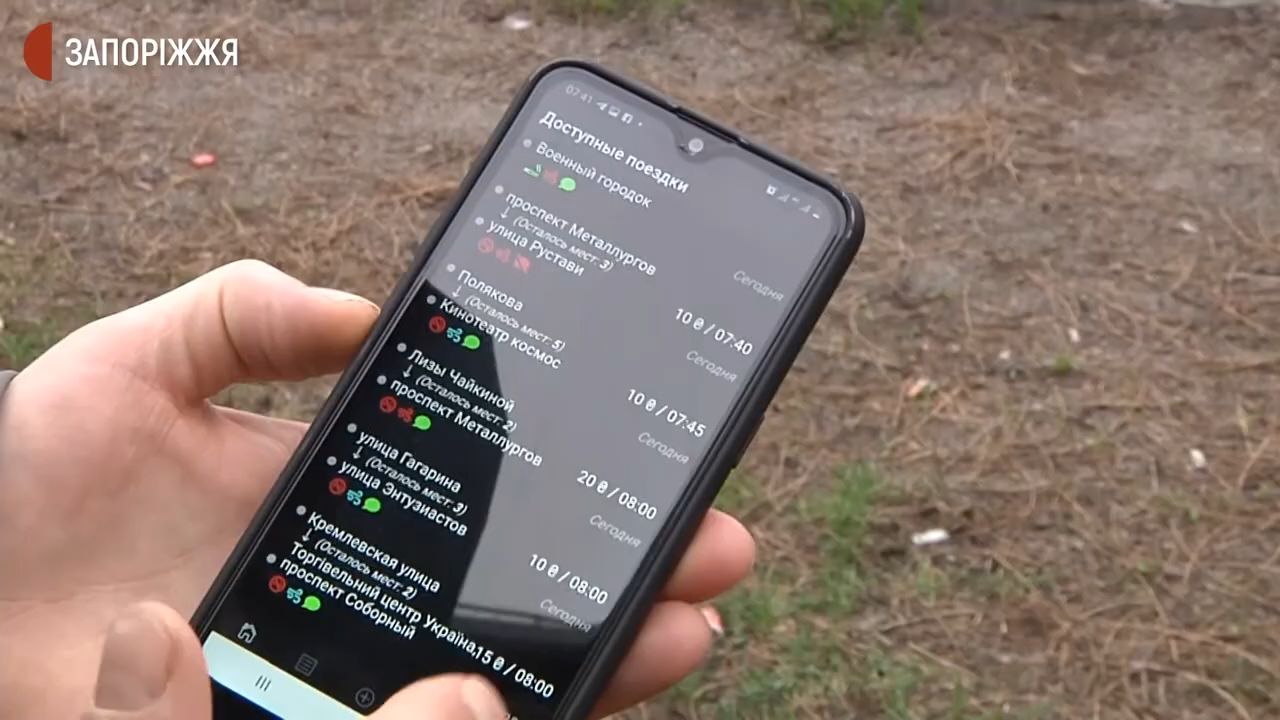 ЗАПОРІЖЖЯ
07:41
Доступные поездки
Военный городок
проспект Металлургов
↓ (Осталось мест: 3)
улица Рустави
Сегодня
10 ₴ / 07:40
Полякова
↓ (Осталось мест: 5)
Кинотеатр космос
Сегодня
10 ₴ / 07:45
Лизы Чайкиной
↓ (Осталось мест: 2)
проспект Металлургов
Сегодня
20 ₴ / 08:00
улица Гагарина
↓ (Осталось мест: 3)
улица Энтузиастов
Сегодня
10 ₴ / 08:00
Кремлевская улица
↓ (Осталось мест: 2)
Торгівельний центр Україна,
проспект Соборный
Сегодня
15 ₴ / 08:00